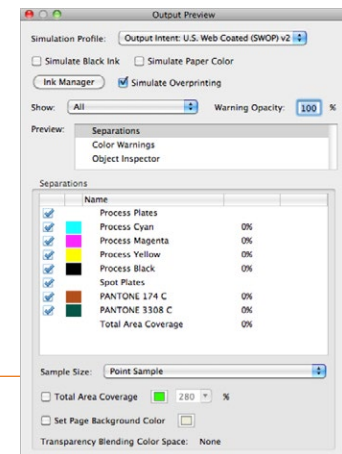 Output Preview
Simulation Profile: Output Intent: U.S. Web Coated (SWOP) v2
Simulate Black Ink Simulate Paper Color
Ink Manager Simulate Overprinting
Show: All Warning Opacity: 100 %
Preview: Separations
Color Warnings
Object Inspector
Separations
Name
Process Plates
Process Cyan 0%
Process Magenta 0%
Process Yellow 0%
Process Black 0%
Spot Plates
PANTONE 174 C 0%
PANTONE 3308 C 0%
Total Area Coverage 0%
Sample Size: Point Sample
Total Area Coverage 280 %
Set Page Background Color
Transparency Blending Color Space: None